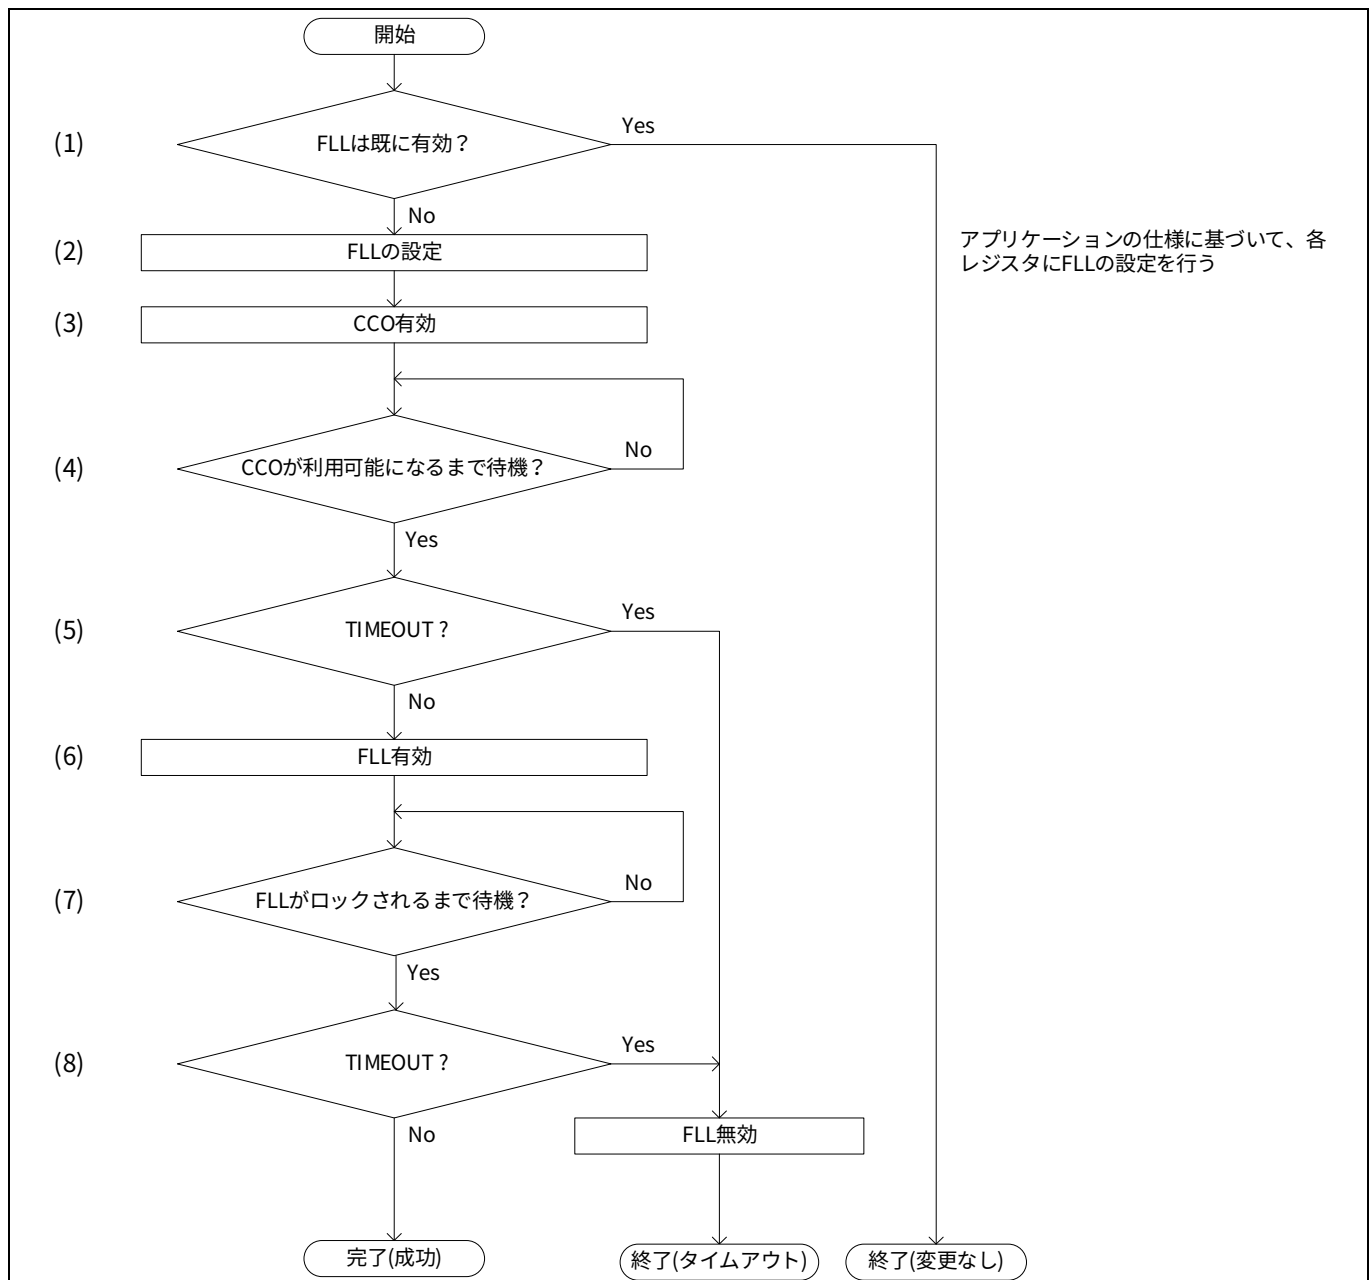 開始
(1)
FLLは既に有効？
Yes
No
アプリケーションの仕様に基づいて、各
レジスタにFLLの設定を行う
(2)
FLLの設定
(3)
CCO有効
(4)
CCOが利用可能になるまで待機？
No
Yes
(5)
TIMEOUT？
Yes
No
(6)
FLL有効
(7)
FLLがロックされるまで待機？
No
Yes
(8)
TIMEOUT？
Yes
No
FLL無効
完了(成功)
終了(タイムアウト)
終了(変更なし)